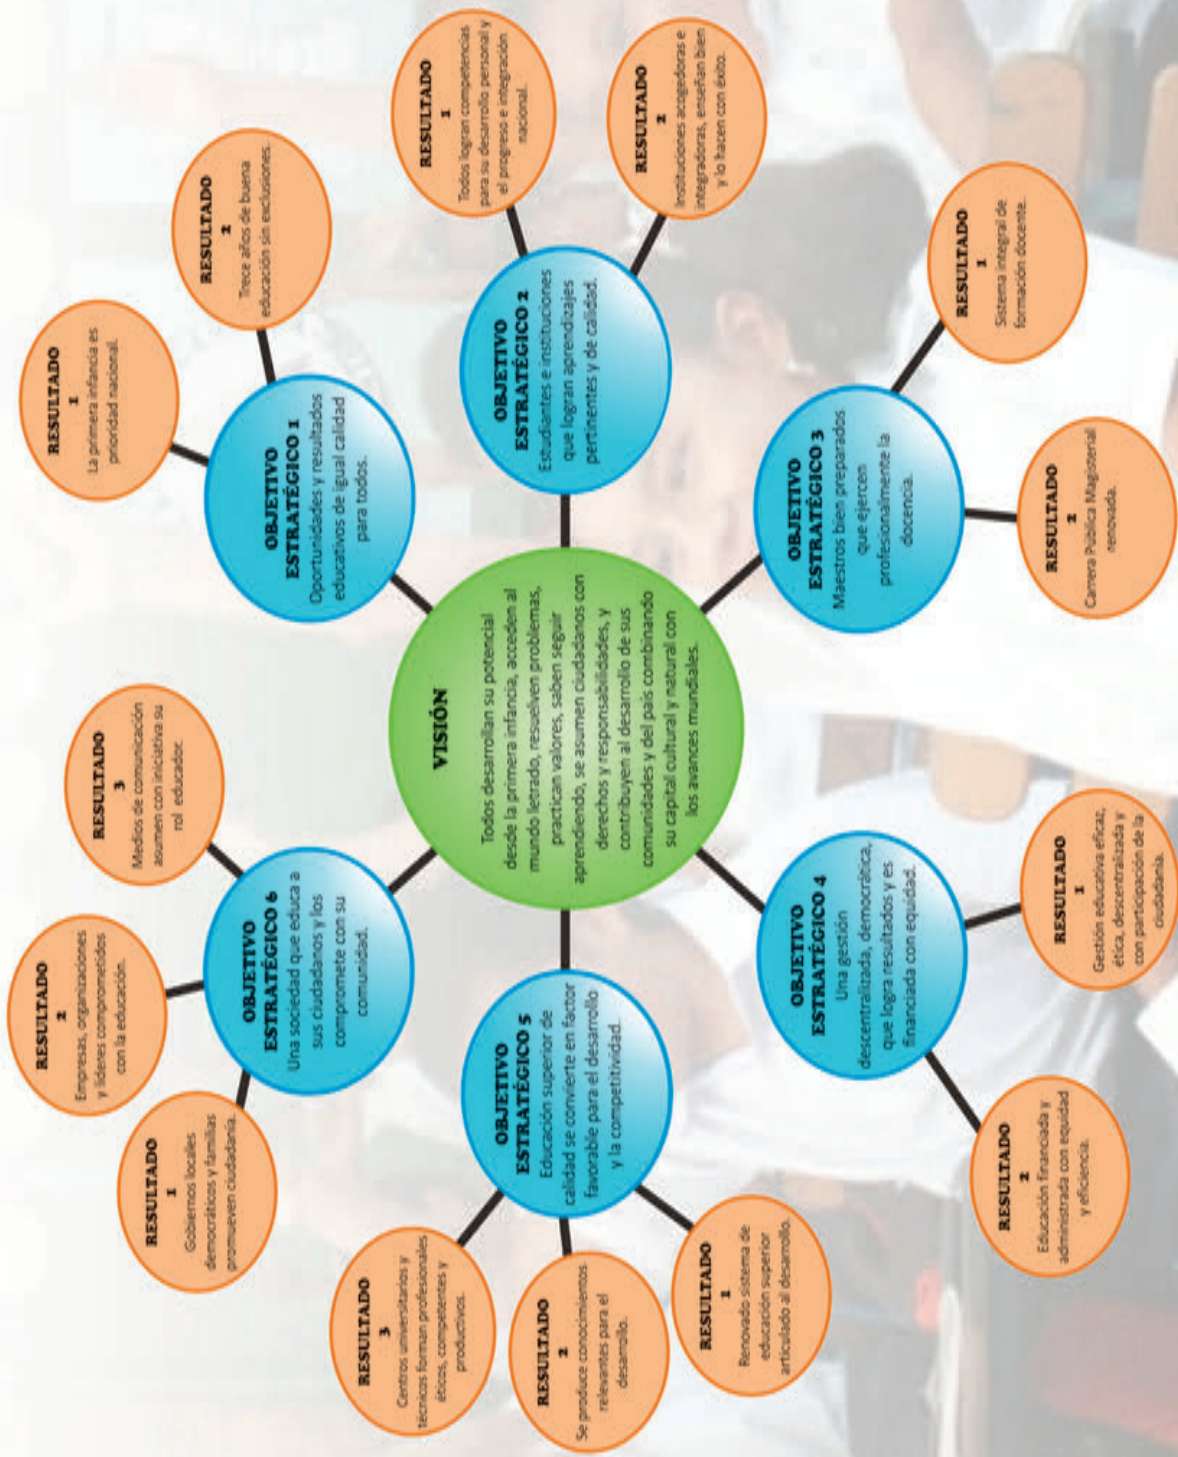 VISIÓN
Todos desarrollan su potencial
desde la primera infancia, acceden al
mundo letrado, resuelven problemas,
practican valores, saben seguir
aprendiendo, se asumen ciudadanos con
derechos y responsabilidades, y
contribuyen al desarrollo de sus
comunidades y del país combinando
su capital cultural y natural con
los avances mundiales.
OBJETIVO
ESTRATÉGICO 1
Oportunidades y resultados
educativos de igual calidad
para todos.
RESULTADO
1
La primera infancia es
prioridad nacional.
RESULTADO
2
Trece años de buena
educación sin exclusiones.
OBJETIVO
ESTRATÉGICO 2
Estudiantes e instituciones
que logran aprendizajes
pertinentes y de calidad.
RESULTADO
1
Todos logran competencias
para su desarrollo personal y
el progreso e integración
nacional.
RESULTADO
2
Instituciones acogedoras e
integradoras, enseñan bien
y lo hacen con éxito.
OBJETIVO
ESTRATÉGICO 3
Maestros bien preparados
que ejercen
profesionalmente la
docencia.
RESULTADO
1
Sistema integral de
formación docente.
RESULTADO
2
Carrera Pública Magisterial
renovada.
OBJETIVO
ESTRATÉGICO 4
Una gestión
descentralizada, democrática,
que logra resultados y es
financiada con equidad.
RESULTADO
1
Gestión educativa eficaz,
ética, descentralizada y
con participación de la
ciudadanía.
RESULTADO
2
Educación financiada y
administrada con equidad
y eficiencia.
OBJETIVO
ESTRATÉGICO 5
Educación superior de
calidad se convierte en factor
favorable para el desarrollo
y la competitividad.
RESULTADO
1
Renovado sistema de
educación superior
articulado al desarrollo.
RESULTADO
2
Se produce conocimientos
relevantes para el
desarrollo.
RESULTADO
3
Centros universitarios y
técnicos forman profesionales
éticos, competentes y
productivos.
OBJETIVO
ESTRATÉGICO 6
Una sociedad que educa a
sus ciudadanos y los
compromete con su
comunidad.
RESULTADO
1
Gobiernos locales
democráticos y familias
promueven ciudadanía.
RESULTADO
2
Empresas, organizaciones
y líderes comprometidos
con la educación.
RESULTADO
3
Medios de comunicación
asumen con iniciativa su
rol educador.